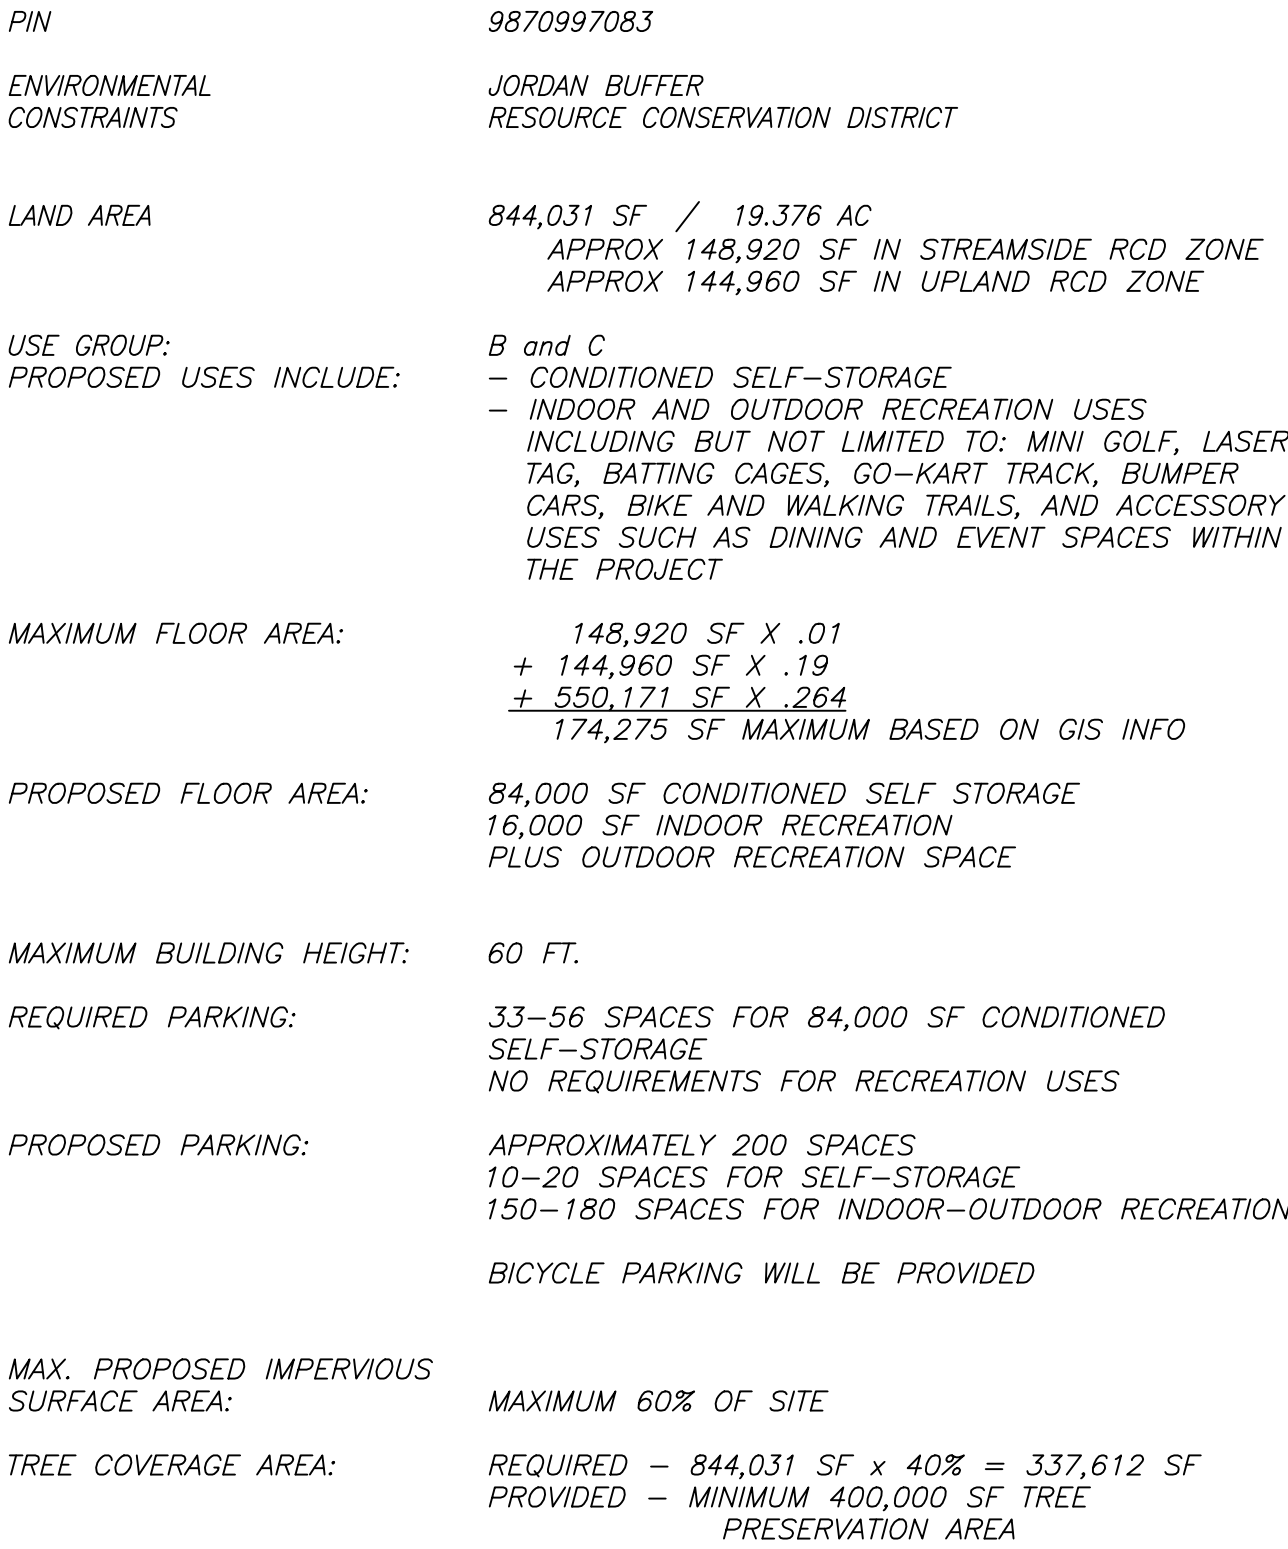 PIN 9870997083
ENVIRONMENTAL JORDAN BUFFER
CONSTRAINTS RESOURCE CONSERVATION DISTRICT
LAND AREA 844,031 SF / 19.376 AC
APPROX 148,920 SF IN STREAMSIDE RCD ZONE
APPROX 144,960 SF IN UPLAND RCD ZONE
USE GROUP: B and C
PROPOSED USES INCLUDE: – CONDITIONED SELF–STORAGE
– INDOOR AND OUTDOOR RECREATION USES
INCLUDING BUT NOT LIMITED TO: MINI GOLF, LASER
TAG, BATTING CAGES, GO–KART TRACK, BUMPER
CARS, BIKE AND WALKING TRAILS, AND ACCESSORY
USES SUCH AS DINING AND EVENT SPACES WITHIN
THE PROJECT
MAXIMUM FLOOR AREA: 148,920 SF X .01
+ 144,960 SF X .19
+ 550,171 SF X .264
174,275 SF MAXIMUM BASED ON GIS INFO
PROPOSED FLOOR AREA: 84,000 SF CONDITIONED SELF STORAGE
16,000 SF INDOOR RECREATION
PLUS OUTDOOR RECREATION SPACE
MAXIMUM BUILDING HEIGHT: 60 FT.
REQUIRED PARKING: 33–56 SPACES FOR 84,000 SF CONDITIONED
SELF–STORAGE
NO REQUIREMENTS FOR RECREATION USES
PROPOSED PARKING: APPROXIMATELY 200 SPACES
10–20 SPACES FOR SELF–STORAGE
150–180 SPACES FOR INDOOR–OUTDOOR RECREATION
BICYCLE PARKING WILL BE PROVIDED
MAX. PROPOSED IMPERVIOUS
SURFACE AREA: MAXIMUM 60% OF SITE
TREE COVERAGE AREA: REQUIRED – 844,031 SF x 40% = 337,612 SF
PROVIDED – MINIMUM 400,000 SF TREE
PRESERVATION AREA